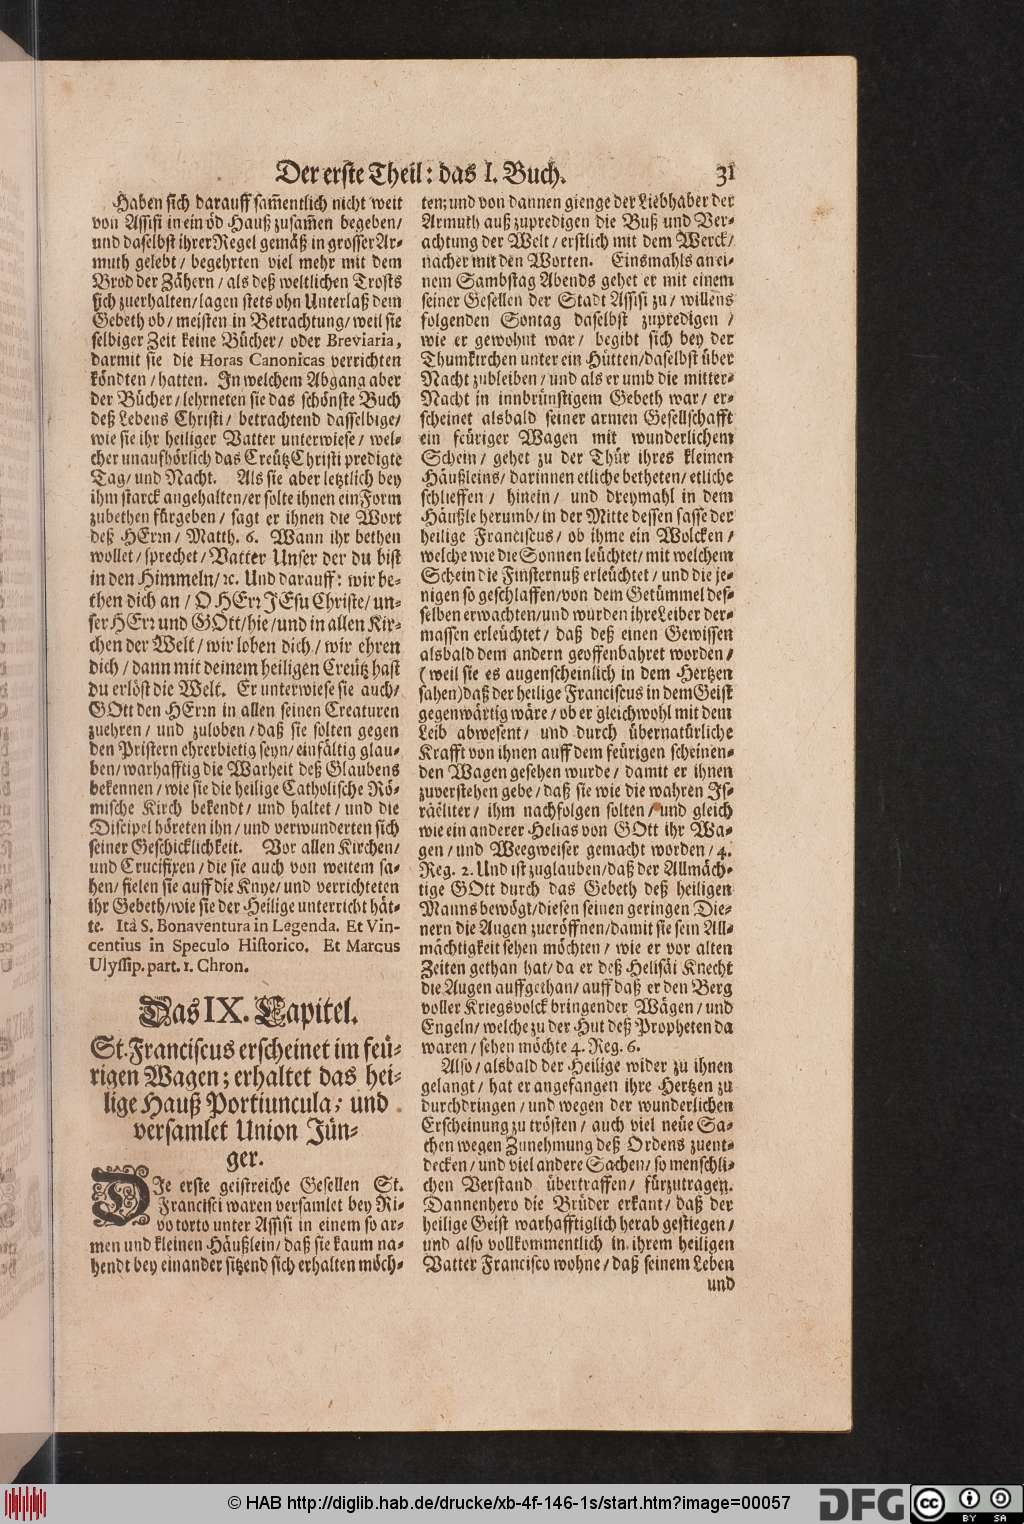 Der erste Theil: das I. Buch. 31
Haben sich darauff sam̃entlich nicht weit
von Assisi in ein öd Hauß zusam̃en begeben/
und daselbst ihrer Regel gemäß in grosser Ar-
muth gelebt/ begehrten viel mehr mit dem
Brod der Zähern/ als deß weltlichen Trosts
sich zuerhalten/ lagen stets ohn Unterlaß dem
Gebeth ob/ meisten in Betrachtung/ weil sie
selbiger Zeit keine Bücher/ oder Breviaria,
darmit sie die Horas Canonicas verrichten
köndten/ hatten. In welchem Abgang aber
der Bücher/ lehrneten sie das schönste Buch
deß Lebens Christi/ betrachtend dasselbige/
wie sie ihr heiliger Vatter unterwiese/ wel-
cher unaufhörlich das Creütz Christi predigte
Tag/ und Nacht. Als sie aber letztlich bey
ihm starck angehalten/ er solte ihnen ein Form
zubethen fürgeben/ sagt er ihnen die Wort
deß HErꝛn/ Matth. 6. Wann ihr bethen
wollet/ sprechet/ Vatter Unser der du bist
in den Himmeln/ ꝛc. Und darauff: wir be-
then dich an/ O HErꝛ JEsu Christe/ un-
ser HErꝛ und GOtt/ hie/ und in allen Kir-
chen der Welt/ wir loben dich/ wir ehren
dich/ dann mit deinem heiligen Creütz hast
du erlöst die Welt. Er unterwiese sie auch/
GOtt den HErꝛn in allen seinen Creaturen
zuehren/ und zuloben/ daß sie solten gegen
den Pristern ehrerbietig seyn/ einfältig glau-
ben/ warhafftig die Warheit deß Glaubens
bekennen/ wie sie die heilige Catholische Rö-
mische Kirch bekendt/ und haltet/ und die
Discipel höreten ihn/ und verwunderten sich
seiner Geschicklichkeit. Vor allen Kirchen/
und Crucifixen/ die sie auch von weitem sa-
hen/ fielen sie auff die Knye/ und verrichteten
ihr Gebeth/ wie sie der Heilige unterricht hät-
te. Ità S. Bonaventura in Legenda. Et Vin-
centius in Speculo Historico. Et Marcus
Ulyssip. part. 1. Chron.
Das IX. Capitel.
St. Franciscus erscheinet im feü-
rigen Wagen; erhaltet das hei-
lige Hauß Portiuncula; und
versamlet Union Jün-
ger.
DIe erste geistreiche Gesellen St.
Francisci waren versamlet bey Ri-
vo torto unter Assisi in einem so ar-
men und kleinen Häußlein/ daß sie kaum na-
hendt bey einander sitzend sich erhalten möch-
ten; und von dannen gienge der Liebhaber der
Armuth auß zupredigen die Buß und Ver-
achtung der Welt/ erstlich mit dem Werck/
nacher mit den Worten. Einsmahls an ei-
nem Sambstag Abends gehet er mit einem
seiner Gesellen der Stadt Assisi zu/ willens
folgenden Sontag daselbst zupredigen/
wie er gewohnt war/ begibt sich bey der
Thumkirchen unter ein Hütten/ daselbst über
Nacht zubleiben/ und als er umb die mitter-
Nacht in innbrünstigem Gebeth war/ er-
scheinet alsbald seiner armen Gesellschafft
ein feüriger Wagen mit wunderlichem
Schein/ gehet zu der Thür ihres kleinen
Häußleins/ darinnen etliche betheten/ etliche
schlieffen/ hinein/ und dreymahl in dem
Häußle herumb/ in der Mitte dessen sasse der
heilige Franciscus/ ob ihme ein Wolcken/
welche wie die Sonnen leüchtet/ mit welchem
Schein die Finsternuß erleüchtet/ und die je-
nigen so geschlaffen/ von dem Getümmel des-
selben erwachten/ und wurden ihre Leiber der-
massen erleüchtet/ daß deß einen Gewissen
alsbald dem andern geoffenbahret worden/
(weil sie es augenscheinlich in dem Hertzen
sahen) daß der heilige Franciscus in dem Geist
gegenwärtig wäre/ ob er gleichwohl mit dem
Leib abwesent/ und durch übernatürliche
Krafft von ihnen auff dem feürigen scheinen-
den Wagen gesehen wurde/ damit er ihnen
zuverstehen gebe/ daß sie wie die wahren Is-
räeliter/ ihm nachfolgen solten/ und gleich
wie ein anderer Helias von GOtt ihr Wa-
gen/ und Weegweiser gemacht worden/ 4.
Reg. 2. Und ist zuglauben/ daß der Allmäch-
tige GOtt durch das Gebeth deß heiligen
Manns bewögt/ diesen seinen geringen Die-
nern die Augen zueröffnen/ damit sie sein All-
mächtigkeit sehen möchten/ wie er vor alten
Zeiten gethan hat/ da er deß Helisäi Knecht
die Augen auffgethan/ auff daß er den Berg
voller Kriegsvolck bringender Wägen/ und
Engeln/ welche zu der Hut deß Propheten da
waren/ sehen möchte 4. Reg. 6.
Also/ alsbald der Heilige wider zu ihnen
gelangt/ hat er angefangen ihre Hertzen zu
durchdringen/ und wegen der wunderlichen
Erscheinung zu trösten/ auch viel neüe Sa-
chen wegen Zunehmung deß Ordens zuent-
decken/ und viel andere Sachen/ so menschli-
chen Verstand übertraffen/ fürzutragen.
Dannenhero die Brüder erkant/ daß der
heilige Geist warhafftiglich herab gestiegen/
und also vollkommentlich in ihrem heiligen
Vatter Francisco wohne/ daß seinem Leben
und
© HAB http://diglib.hab.de/drucke/xb-4f-146-1s/start.htm?image=00057
DFG
CC BY SA